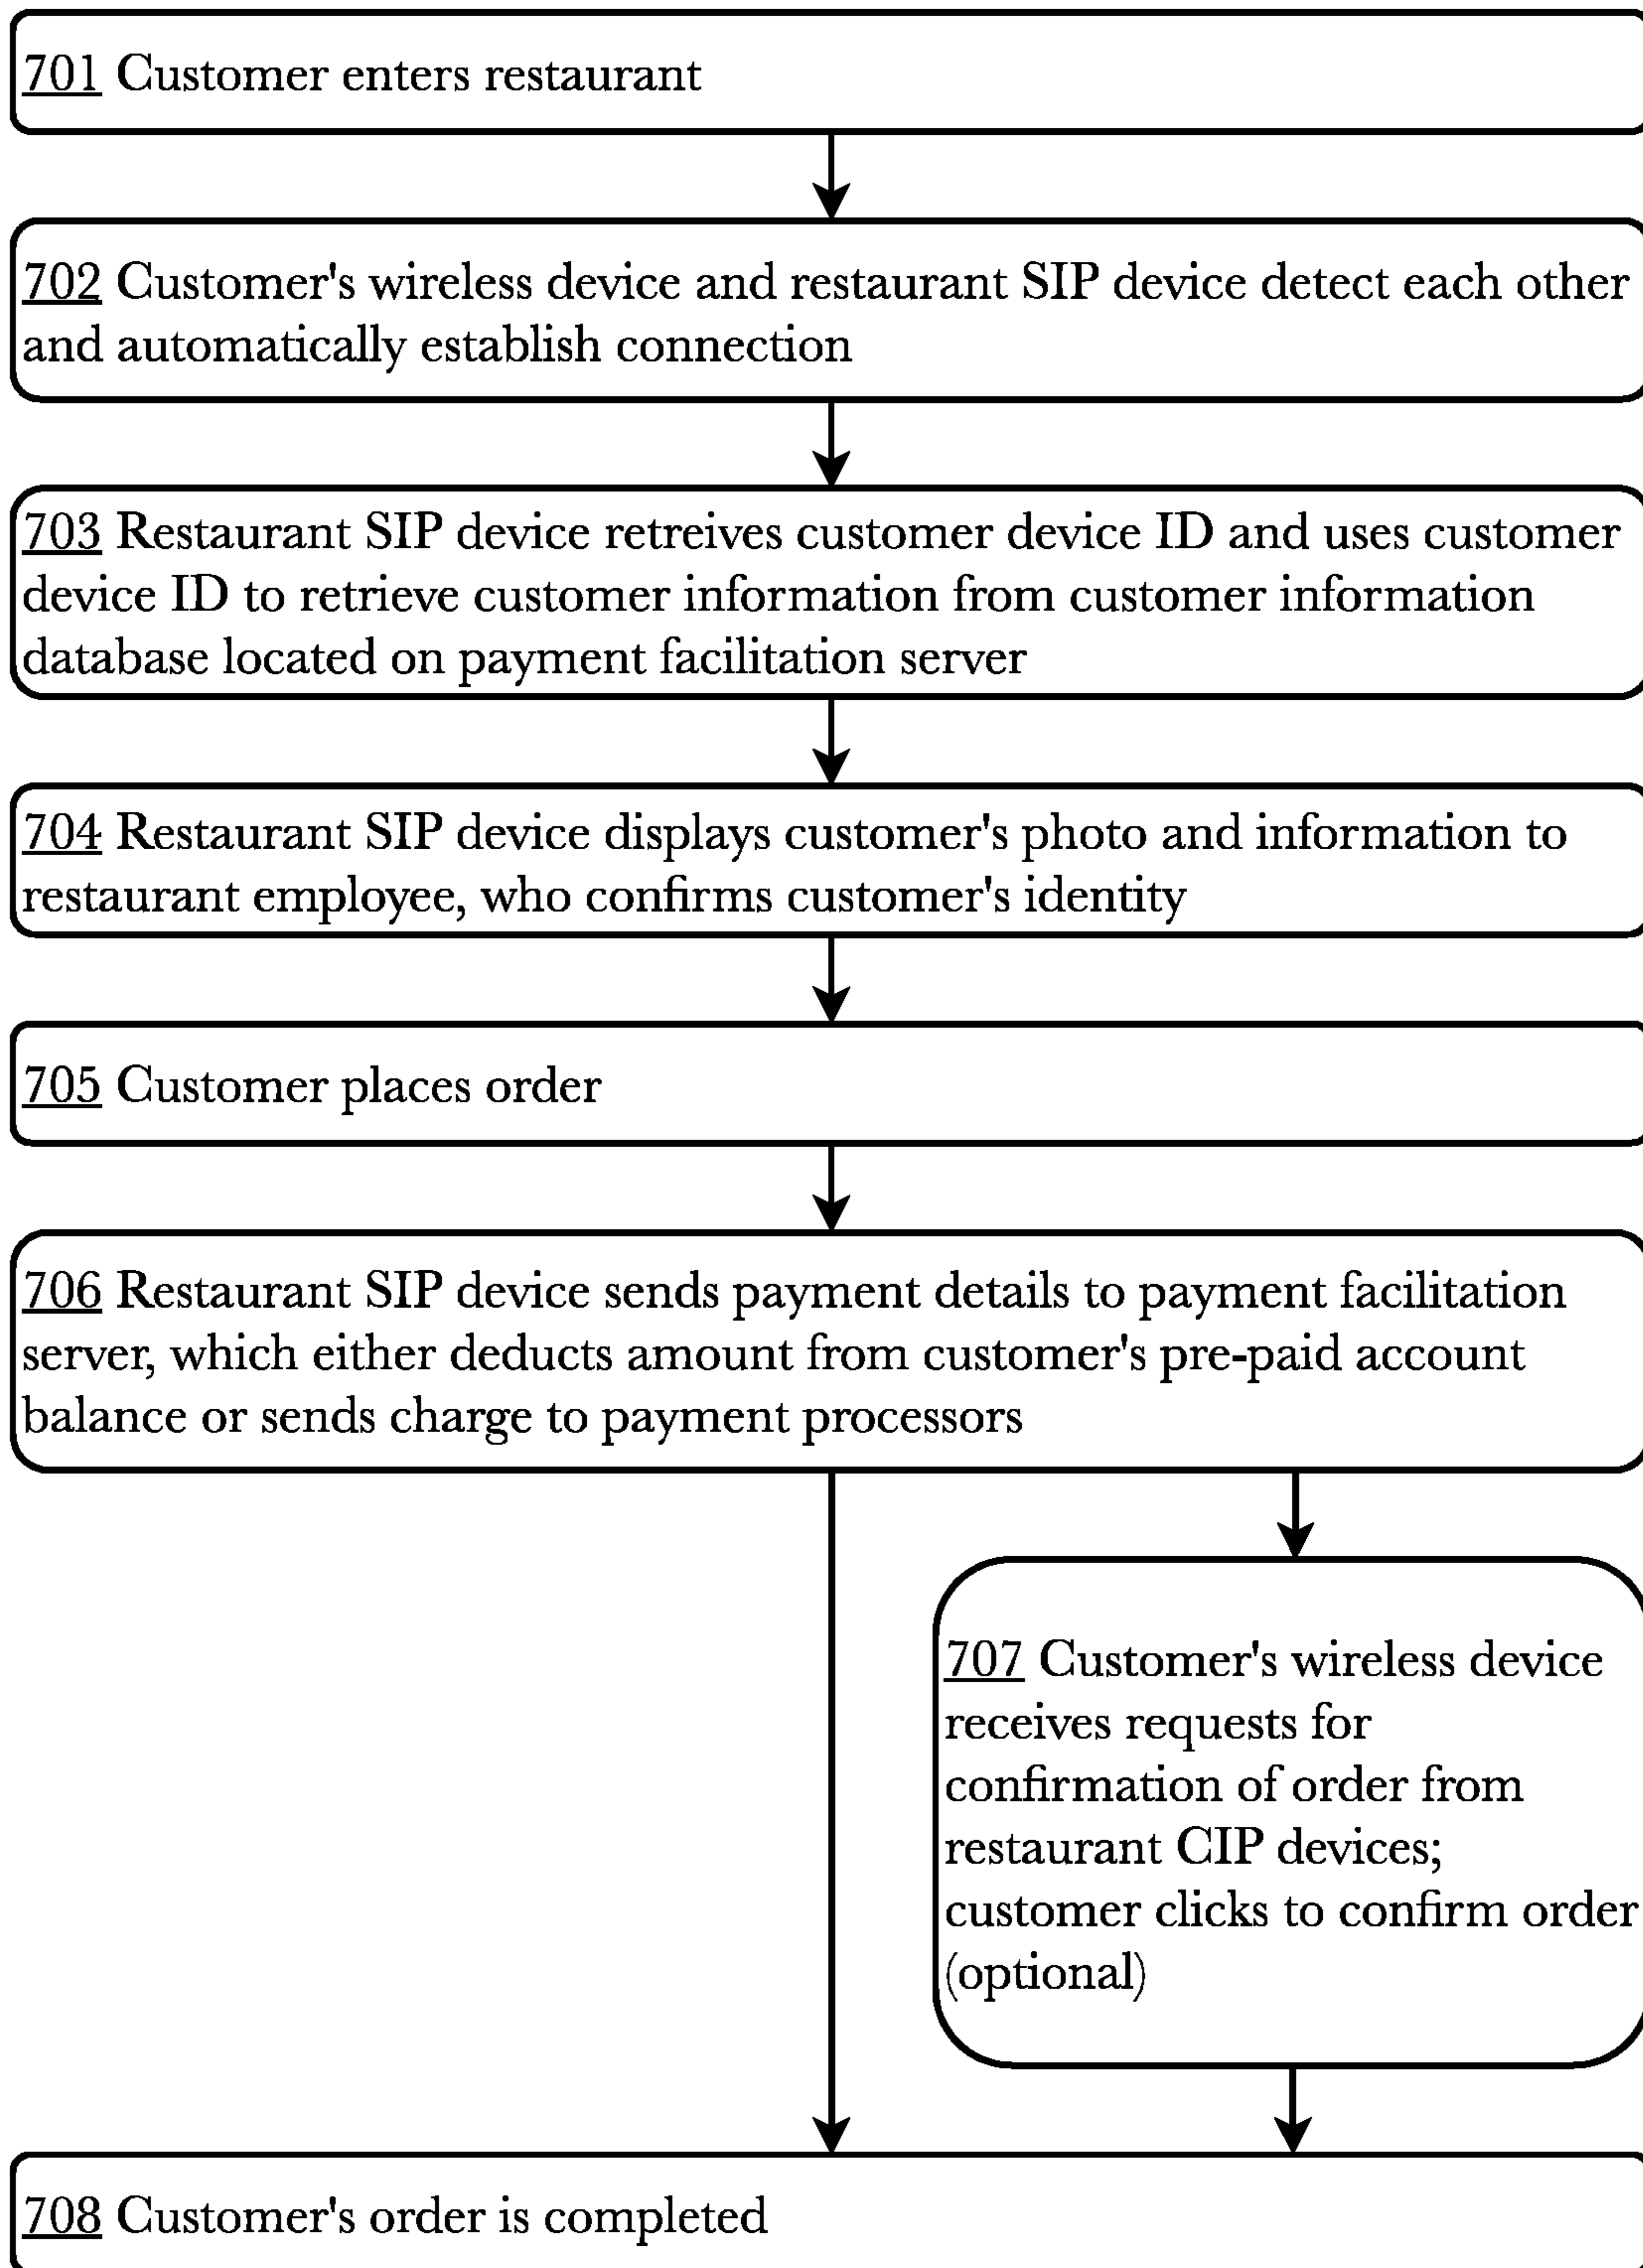 701 Customer enters restaurant
702 Customer's wireless device and restaurant SIP device detect each other
and automatically establish connection
703 Restaurant SIP device retreives customer device ID and uses customer
device ID to retrieve customer information from customer information
database located on payment facilitation server
704 Restaurant SIP device displays customer's photo and information to
restaurant employee, who confirms customer's identity
705 Customer places order
706 Restaurant SIP device sends payment details to payment facilitation
server, which either deducts amount from customer's pre-paid account
balance or sends charge to payment processors
707 Customer's wireless device
receives requests for
confirmation of order from
restaurant CIP devices;
customer clicks to confirm order
(optional)
708 Customer's order is completed